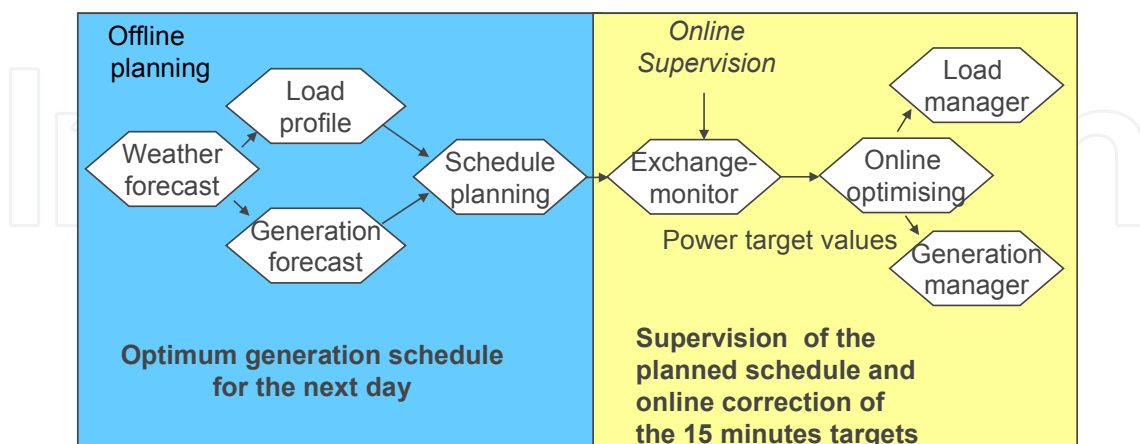 Offline
planning
Load
profile
Weather
forecast
Generation
forecast
Schedule
planning
Optimum generation schedule
for the next day
Online
Supervision
Exchange-
monitor
Online
optimising
Load
manager
Power target values
Generation
manager
Supervision of the
planned schedule and
online correction of
the 15 minutes targets